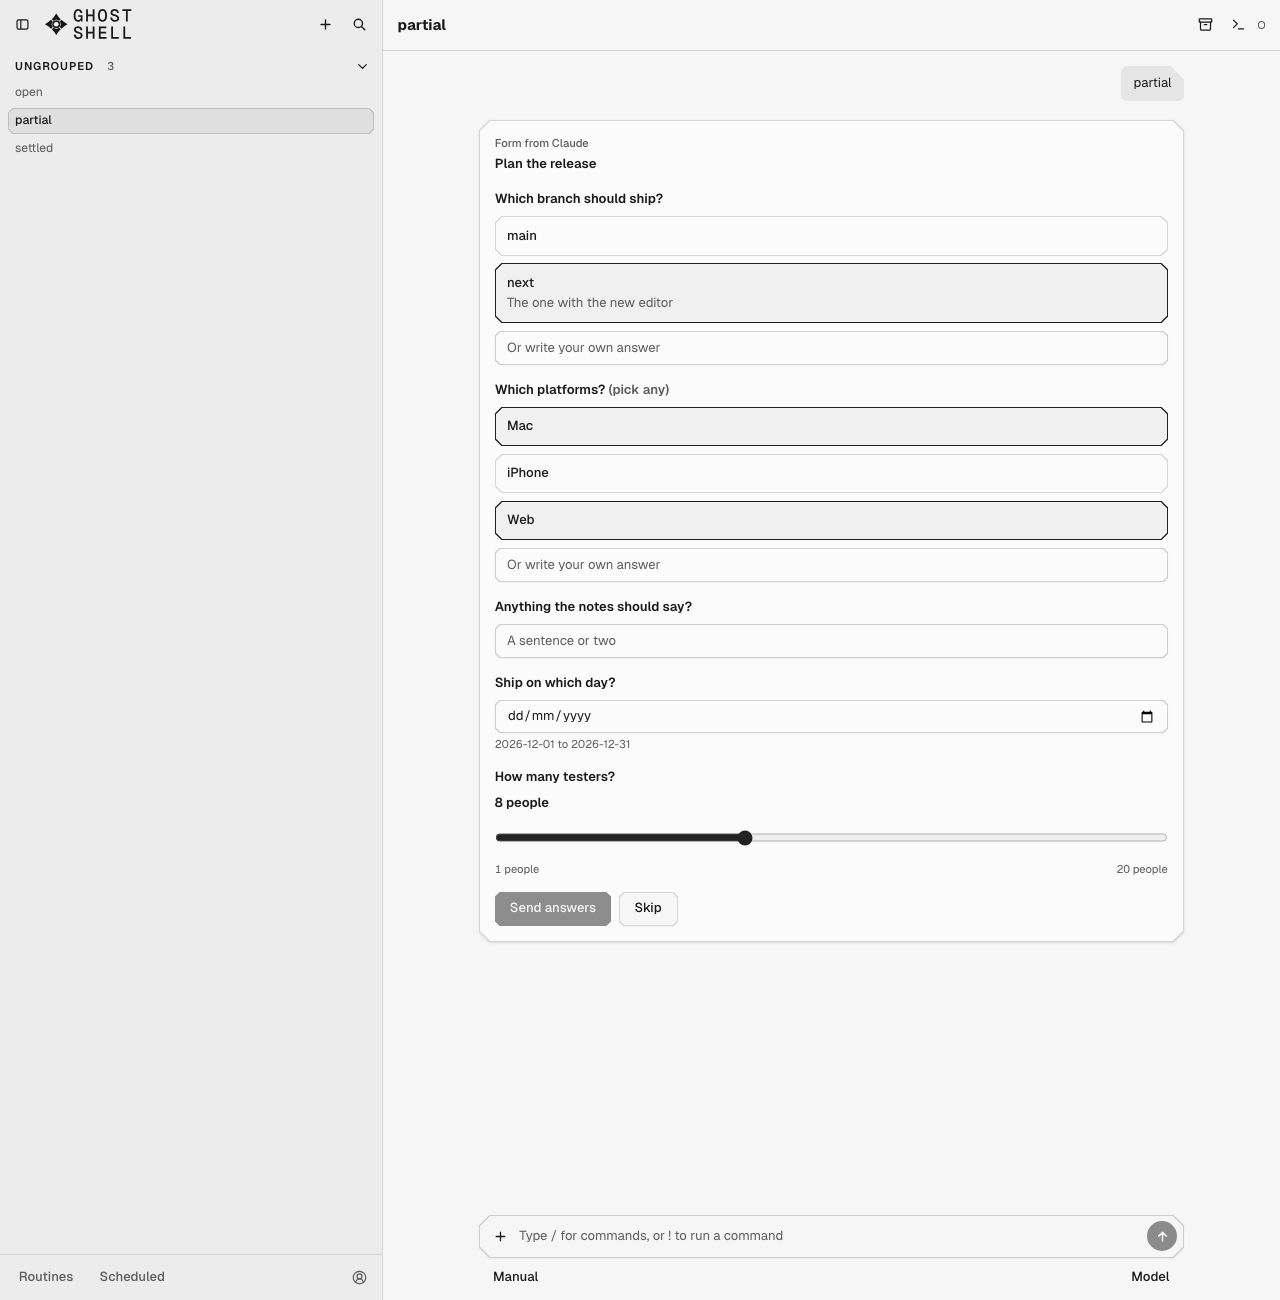 GHOST
SHELL
UNGROUPED 3
open
partial
settled
Routines
Scheduled
partial
0
partial
Form from Claude
Plan the release
Which branch should ship?
main
next
The one with the new editor
Or write your own answer
Which platforms? (pick any)
Mac
iPhone
Web
Or write your own answer
Anything the notes should say?
A sentence or two
Ship on which day?
dd/mm/yyyy
2026-12-01 to 2026-12-31
How many testers?
8 people
1 people
20 people
Send answers
Skip
Type / for commands, or ! to run a command
Manual
Model